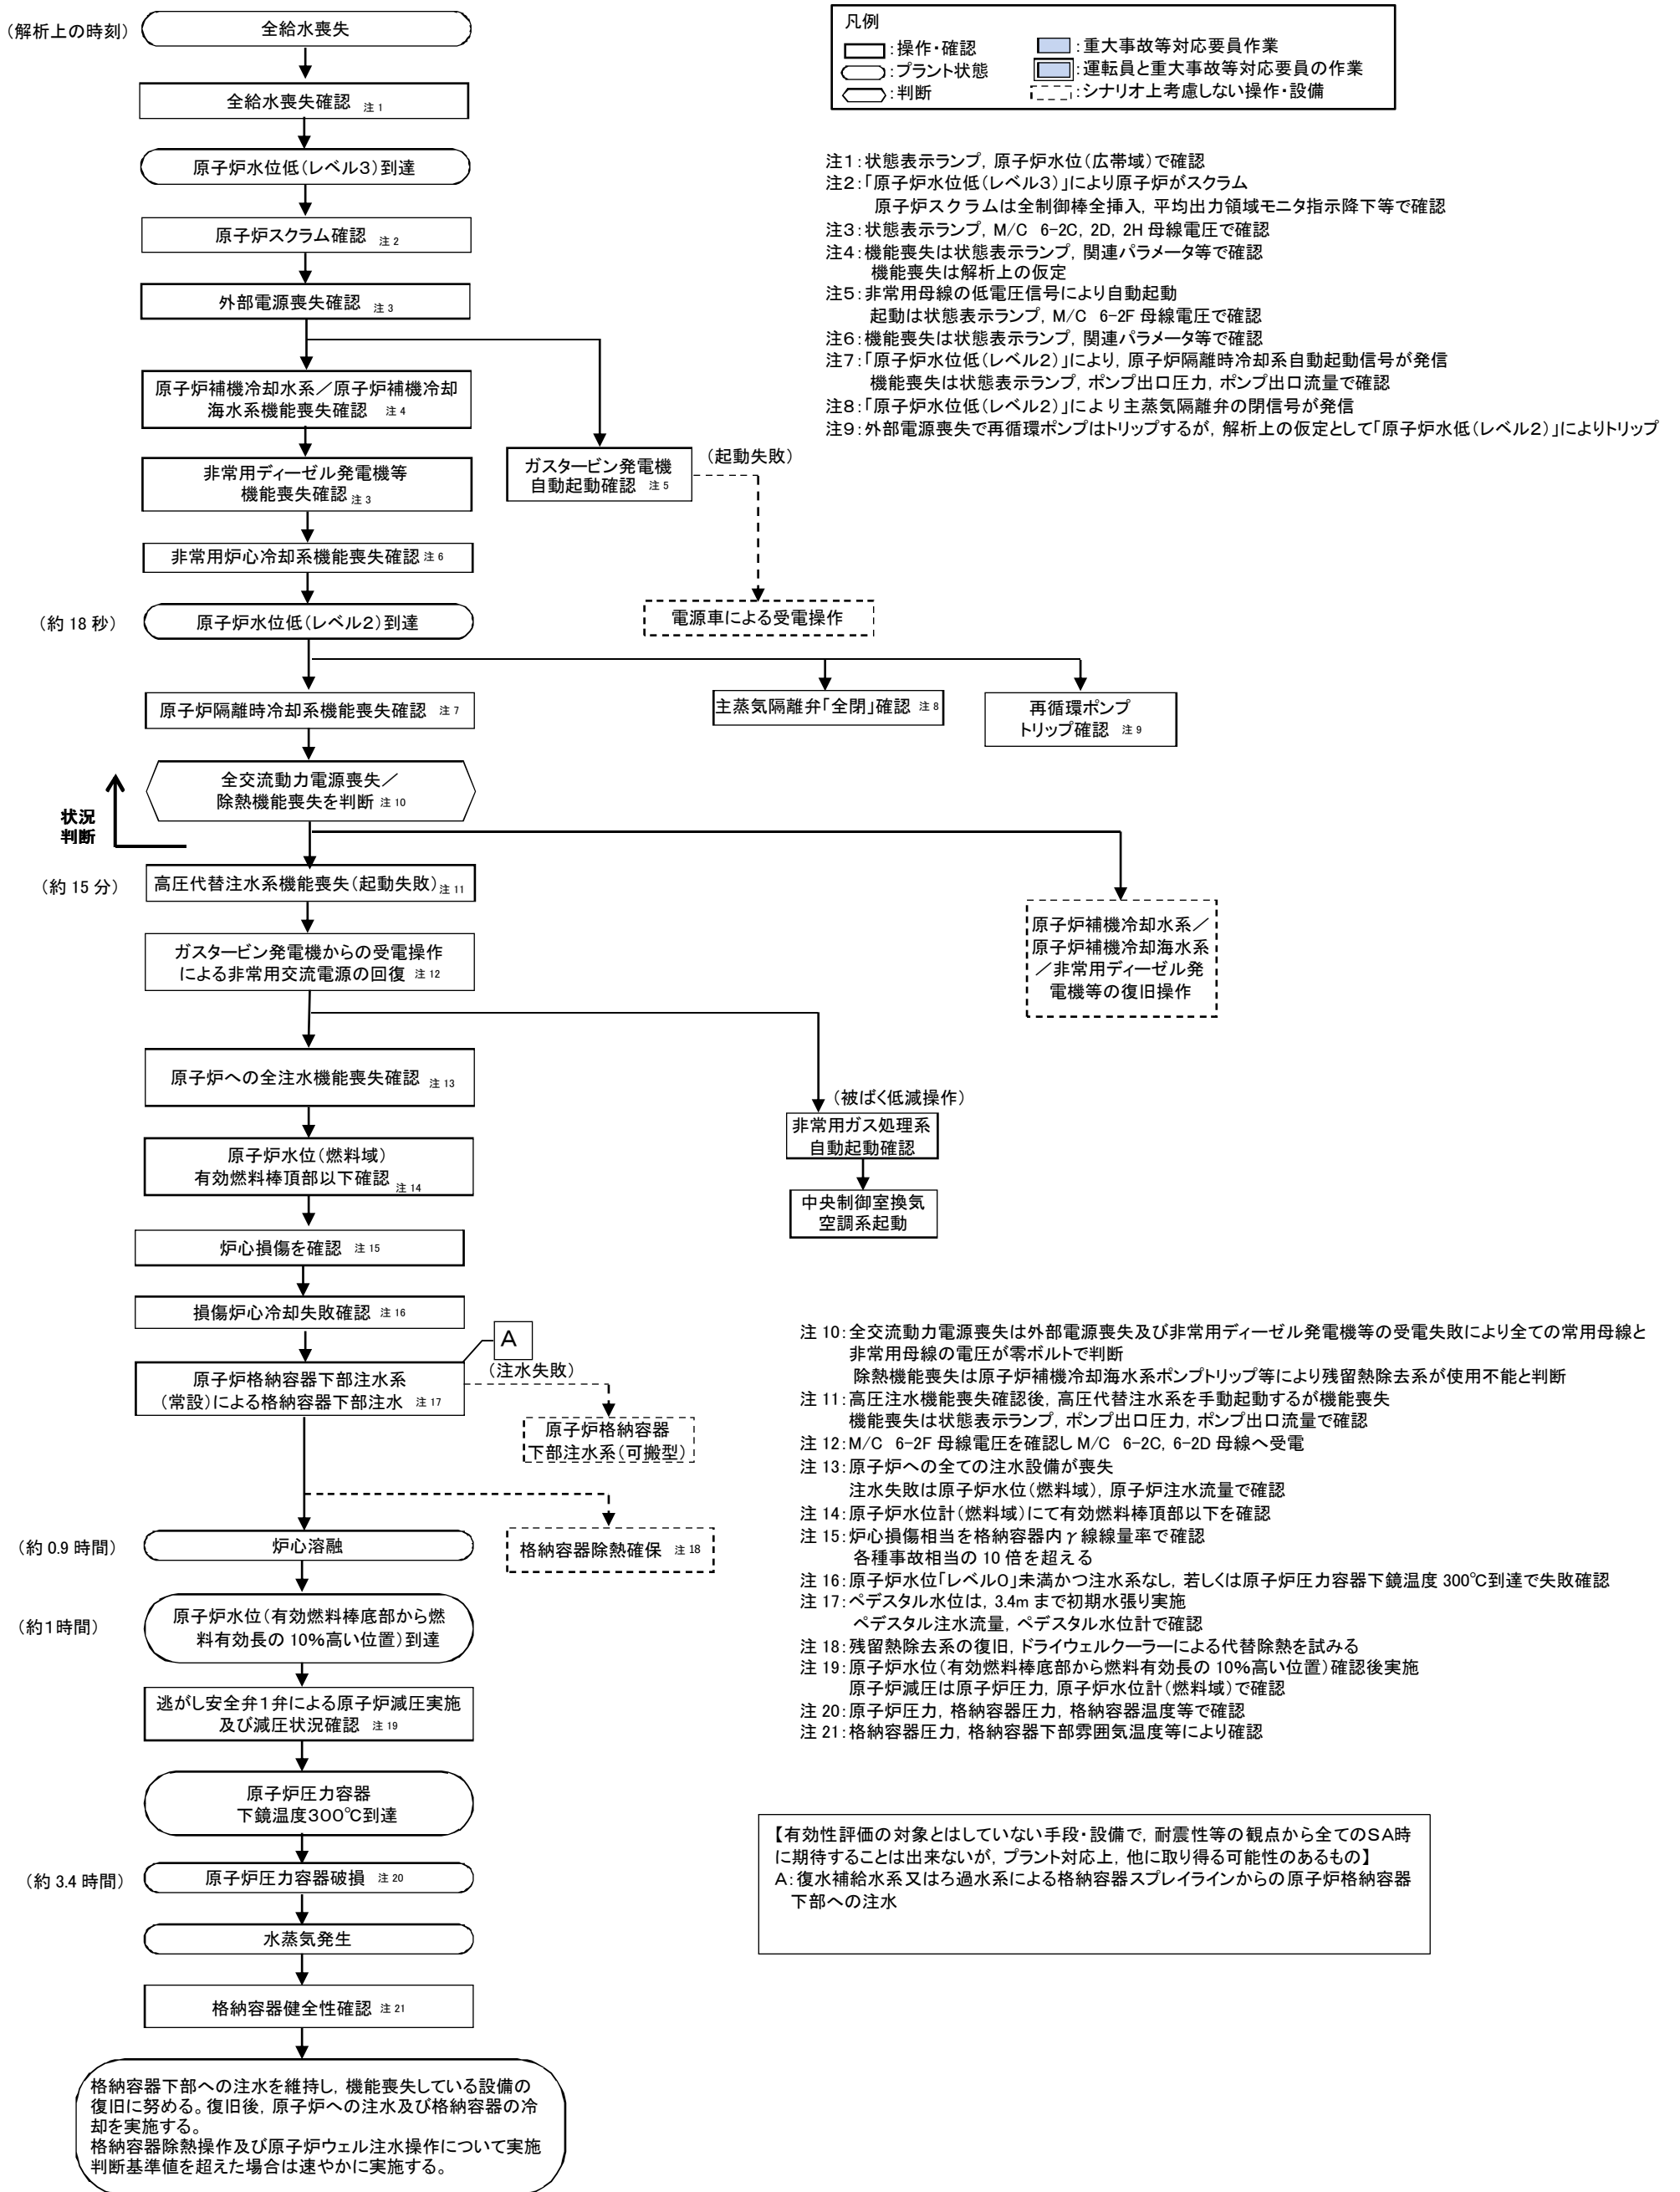 (解析上の時刻)
全給水喪失
全給水喪失確認 注1
原子炉水位低(レベル3)到達
原子炉スクラム確認 注2
外部電源喪失確認 注3
原子炉補機冷却水系/原子炉補機冷却
海水系機能喪失確認 注4
非常用ディーゼル発電機等
機能喪失確認 注3
ガスタービン発電機
自動起動確認 注5
(起動失敗)
非常用炉心冷却系機能喪失確認 注6
電源車による受電操作
(約18秒)
原子炉水位低(レベル2)到達
原子炉隔離時冷却系機能喪失確認 注7
主蒸気隔離弁「全閉」確認 注8
再循環ポンプ
トリップ確認 注9
全交流動力電源喪失/
除熱機能喪失を判断 注10
状況
判断
(約15分)
高圧代替注水系機能喪失(起動失敗) 注11
原子炉補機冷却水系/
原子炉補機冷却海水系
/非常用ディーゼル発
電機等の復旧操作
ガスタービン発電機からの受電操作
による非常用交流電源の回復 注12
原子炉への全注水機能喪失確認 注13
(被ばく低減操作)
非常用ガス処理系
自動起動確認
中央制御室換気
空調系起動
原子炉水位(燃料域)
有効燃料棒頂部以下確認 注14
炉心損傷を確認 注15
損傷炉心冷却失敗確認 注16
A
(注水失敗)
原子炉格納容器下部注水系
(常設)による格納容器下部注水 注17
原子炉格納容器
下部注水系(可搬型)
(約0.9時間)
炉心溶融
格納容器除熱確保 注18
(約1時間)
原子炉水位(有効燃料棒底部から燃
料有効長の10%高い位置)到達
逃がし安全弁1弁による原子炉減圧実施
及び減圧状況確認 注19
原子炉圧力容器
下鏡温度300℃到達
(約3.4時間)
原子炉圧力容器破損 注20
水蒸気発生
格納容器健全性確認 注21
格納容器下部への注水を維持し,機能喪失している設備の
復旧に努める。復旧後,原子炉への注水及び格納容器の冷
却を実施する。
格納容器除熱操作及び原子炉ウェル注水操作について実施
判断基準値を超えた場合は速やかに実施する。
凡例
:操作・確認
:プラント状態
:判断
:重大事故等対応要員作業
:運転員と重大事故等対応要員の作業
:シナリオ上考慮しない操作・設備
注1:状態表示ランプ,原子炉水位(広帯域)で確認
注2:「原子炉水位低(レベル3)」により原子炉がスクラム
原子炉スクラムは全制御棒全挿入,平均出力領域モニタ指示降下等で確認
注3:状態表示ランプ,M/C 6-2C,2D,2H母線電圧で確認
注4:機能喪失は状態表示ランプ,関連パラメータ等で確認
機能喪失は解析上の仮定
注5:非常用母線の低電圧信号により自動起動
起動は状態表示ランプ,M/C 6-2F母線電圧で確認
注6:機能喪失は状態表示ランプ,関連パラメータ等で確認
注7:「原子炉水位低(レベル2)」により,原子炉隔離時冷却系自動起動信号が発信
機能喪失は状態表示ランプ,ポンプ出口圧力,ポンプ出口流量で確認
注8:「原子炉水位低(レベル2)」により主蒸気隔離弁の閉信号が発信
注9:外部電源喪失で再循環ポンプはトリップするが,解析上の仮定として「原子炉水低(レベル2)」によりトリップ
注10:全交流動力電源喪失は外部電源喪失及び非常用ディーゼル発電機等の受電失敗により全ての常用母線と
非常用母線の電圧が零ボルトで判断
除熱機能喪失は原子炉補機冷却海水系ポンプトリップ等により残留熱除去系が使用不能と判断
注11:高圧注水機能喪失確認後,高圧代替注水系を手動起動するが機能喪失
機能喪失は状態表示ランプ,ポンプ出口圧力,ポンプ出口流量で確認
注12:M/C 6-2F母線電圧を確認しM/C 6-2C,6-2D母線へ受電
注13:原子炉への全ての注水設備が喪失
注水失敗は原子炉水位(燃料域),原子炉注水流量で確認
注14:原子炉水位計(燃料域)にて有効燃料棒頂部以下を確認
注15:炉心損傷相当を格納容器内γ線線量率で確認
各種事故相当の10倍を超える
注16:原子炉水位「レベル0」未満かつ注水系なし,若しくは原子炉圧力容器下鏡温度300℃到達で失敗確認
注17:ペデスタル水位は,3.4mまで初期水張り実施
ペデスタル注水流量,ペデスタル水位計で確認
注18:残留熱除去系の復旧,ドライウェルクーラーによる代替除熱を試みる
注19:原子炉水位(有効燃料棒底部から燃料有効長の10%高い位置)確認後実施
原子炉減圧は原子炉圧力,原子炉水位計(燃料域)で確認
注20:原子炉圧力,格納容器圧力,格納容器温度等で確認
注21:格納容器圧力,格納容器下部雰囲気温度等により確認
【有効性評価の対象とはしていない手段・設備で,耐震性等の観点から全てのSA時
に期待することは出来ないが,プラント対応上,他に取り得る可能性のあるもの】
A:復水補給水系又はろ過水系による格納容器スプレイラインからの原子炉格納容器
下部への注水